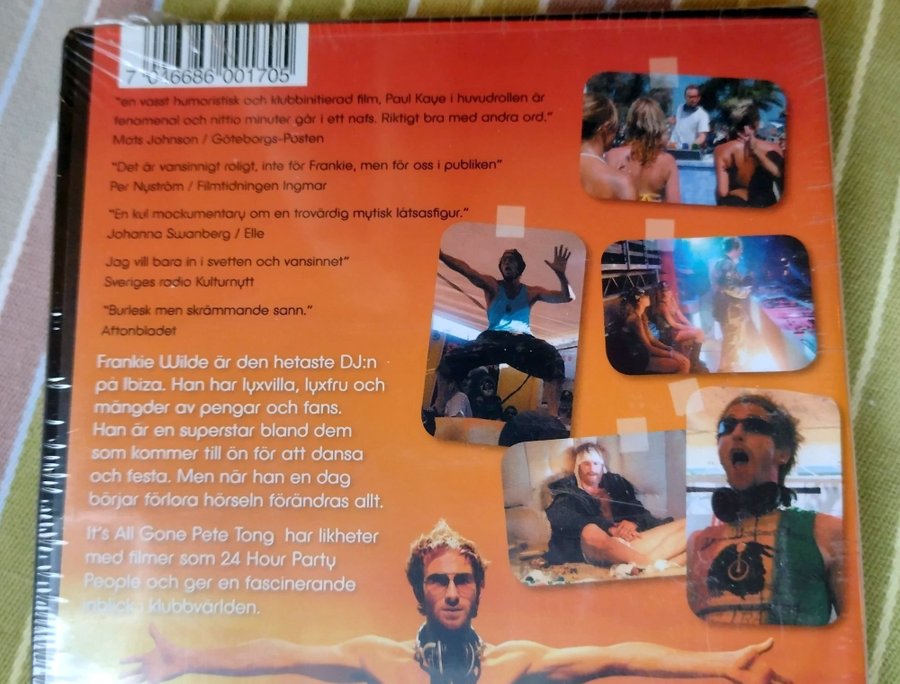 7 046686 001705
"en vasst humoristisk och klubbinitierad film, Paul Kaye i huvudrollen är
fenomenal och nittio minuter går i ett nafs. Riktigt bra med andra ord."
Mats Johnson / Göteborgs-Posten
"Det är vansinnigt roligt, inte för Frankie, men för oss i publiken"
Per Nyström / Filmtidningen Ingmar
"En kul mockumentary om en trovärdig mytisk låtsasfigur."
Johanna Swanberg / Elle
Jag vill bara in i svetten och vansinnet"
Sveriges radio Kulturnytt
"Burlesk men skrämmande sann."
Aftonbladet
Frankie Wilde är den hetaste DJ:n
på Ibiza. Han har lyxvilla, lyxfru och
mängder av pengar och fans.
Han är en superstar bland dem
som kommer till ön för att dansa
och festa. Men när han en dag
börjar förlora hörseln förändras allt.
It's All Gone Pete Tong har likheter
med filmer som 24 Hour Party
People och ger en fascinerande
inblick i klubbvärlden.